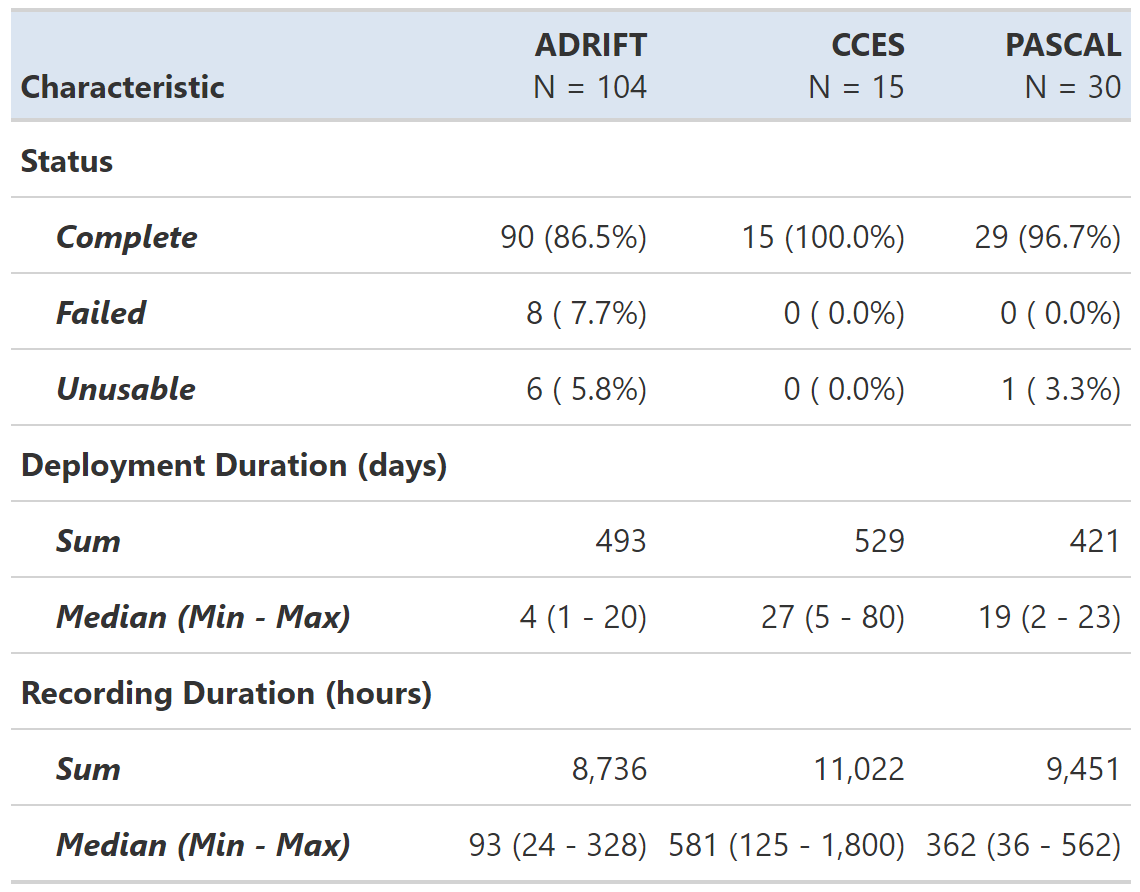 Characteristic ADRIFT N = 104 CCES N = 15 PASCAL N = 30
Status
Complete 90 (86.5%) 15 (100.0%) 29 (96.7%)
Failed 8 ( 7.7%) 0 ( 0.0%) 0 ( 0.0%)
Unusable 6 ( 5.8%) 0 ( 0.0%) 1 ( 3.3%)
Deployment Duration (days)
Sum 493 529 421
Median (Min - Max) 4 (1 - 20) 27 (5 - 80) 19 (2 - 23)
Recording Duration (hours)
Sum 8,736 11,022 9,451
Median (Min - Max) 93 (24 - 328) 581 (125 - 1,800) 362 (36 - 562)